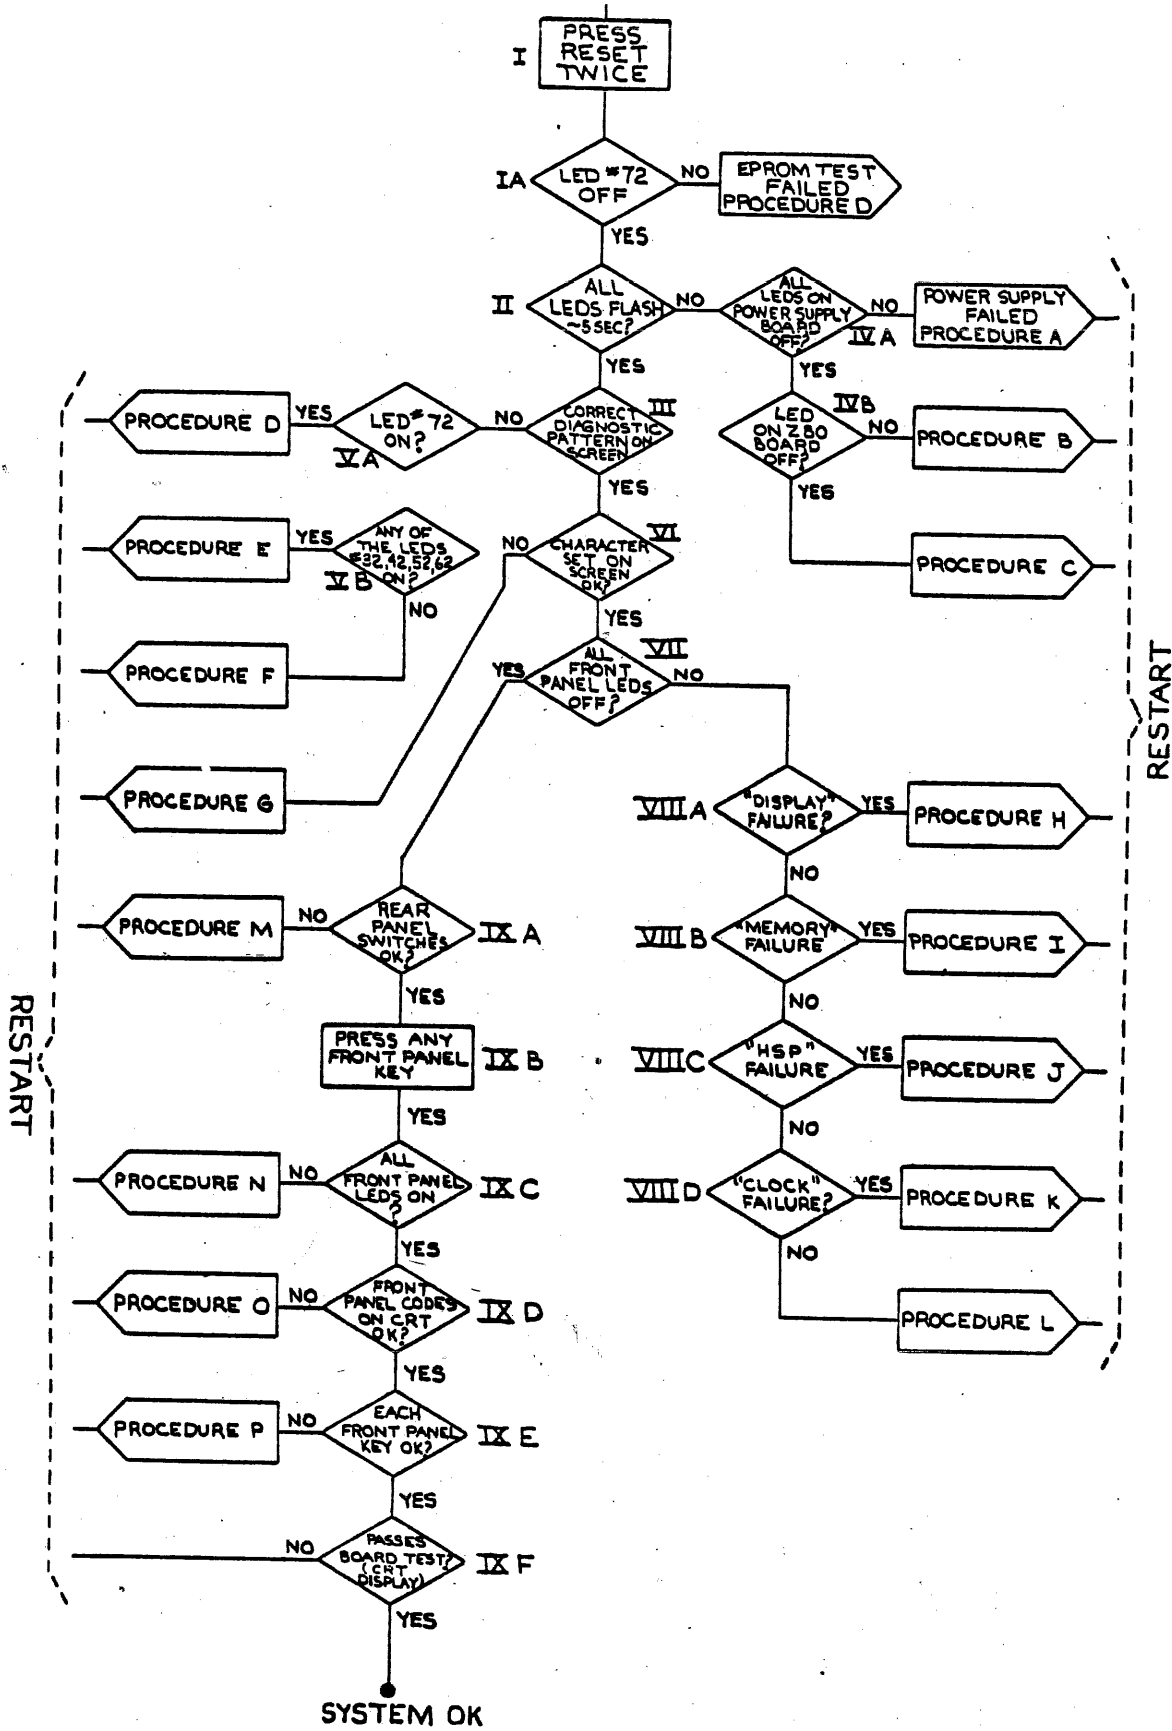 PRESS
RESET
TWICE
I
LED #72
OFF
IA
NO
EPROM TEST
FAILED
PROCEDURE D
YES
ALL
LEDS FLASH
~5 SEC?
II
NO
ALL
LEDS ON
POWER SUPPLY
BOARD
OFF?
IV A
NO
POWER SUPPLY
FAILED
PROCEDURE A
YES
YES
CORRECT
DIAGNOSTIC
PATTERN ON
SCREEN
III
NO
LED #72
ON?
V A
YES
PROCEDURE D
LED
ON Z80
BOARD
OFF?
IV B
NO
PROCEDURE B
YES
YES
PROCEDURE C
ANY OF
THE LEDS
#32,42,52,62
ON?
V B
YES
PROCEDURE E
NO
PROCEDURE F
CHARACTER
SET ON
SCREEN
OK?
VI
NO
PROCEDURE G
YES
ALL
FRONT
PANEL LEDS
OFF?
VII
YES
NO
RESTART
"DISPLAY"
FAILURE?
VIII A
YES
PROCEDURE H
NO
"MEMORY"
FAILURE
VIII B
YES
PROCEDURE I
NO
"HSP"
FAILURE
VIII C
YES
PROCEDURE J
NO
"CLOCK"
FAILURE?
VIII D
YES
PROCEDURE K
NO
PROCEDURE L
REAR
PANEL
SWITCHES
OK?
IX A
NO
PROCEDURE M
YES
PRESS ANY
FRONT PANEL
KEY
IX B
RESTART
YES
ALL
FRONT PANEL
LEDS ON
?
IX C
NO
PROCEDURE N
YES
FRONT
PANEL CODES
ON CRT
OK?
IX D
NO
PROCEDURE O
YES
EACH
FRONT PANEL
KEY OK?
IX E
NO
PROCEDURE P
YES
PASSES
BOARD TEST?
(CRT
DISPLAY)
IX F
NO
YES
SYSTEM OK